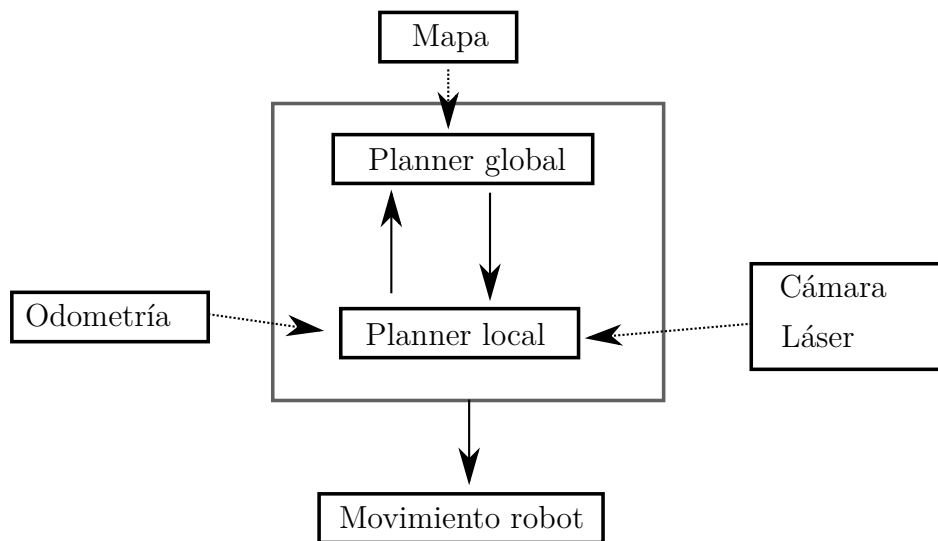 Mapa
Planner global
Odometría
Planner local
Cámara
Láser
Movimiento robot